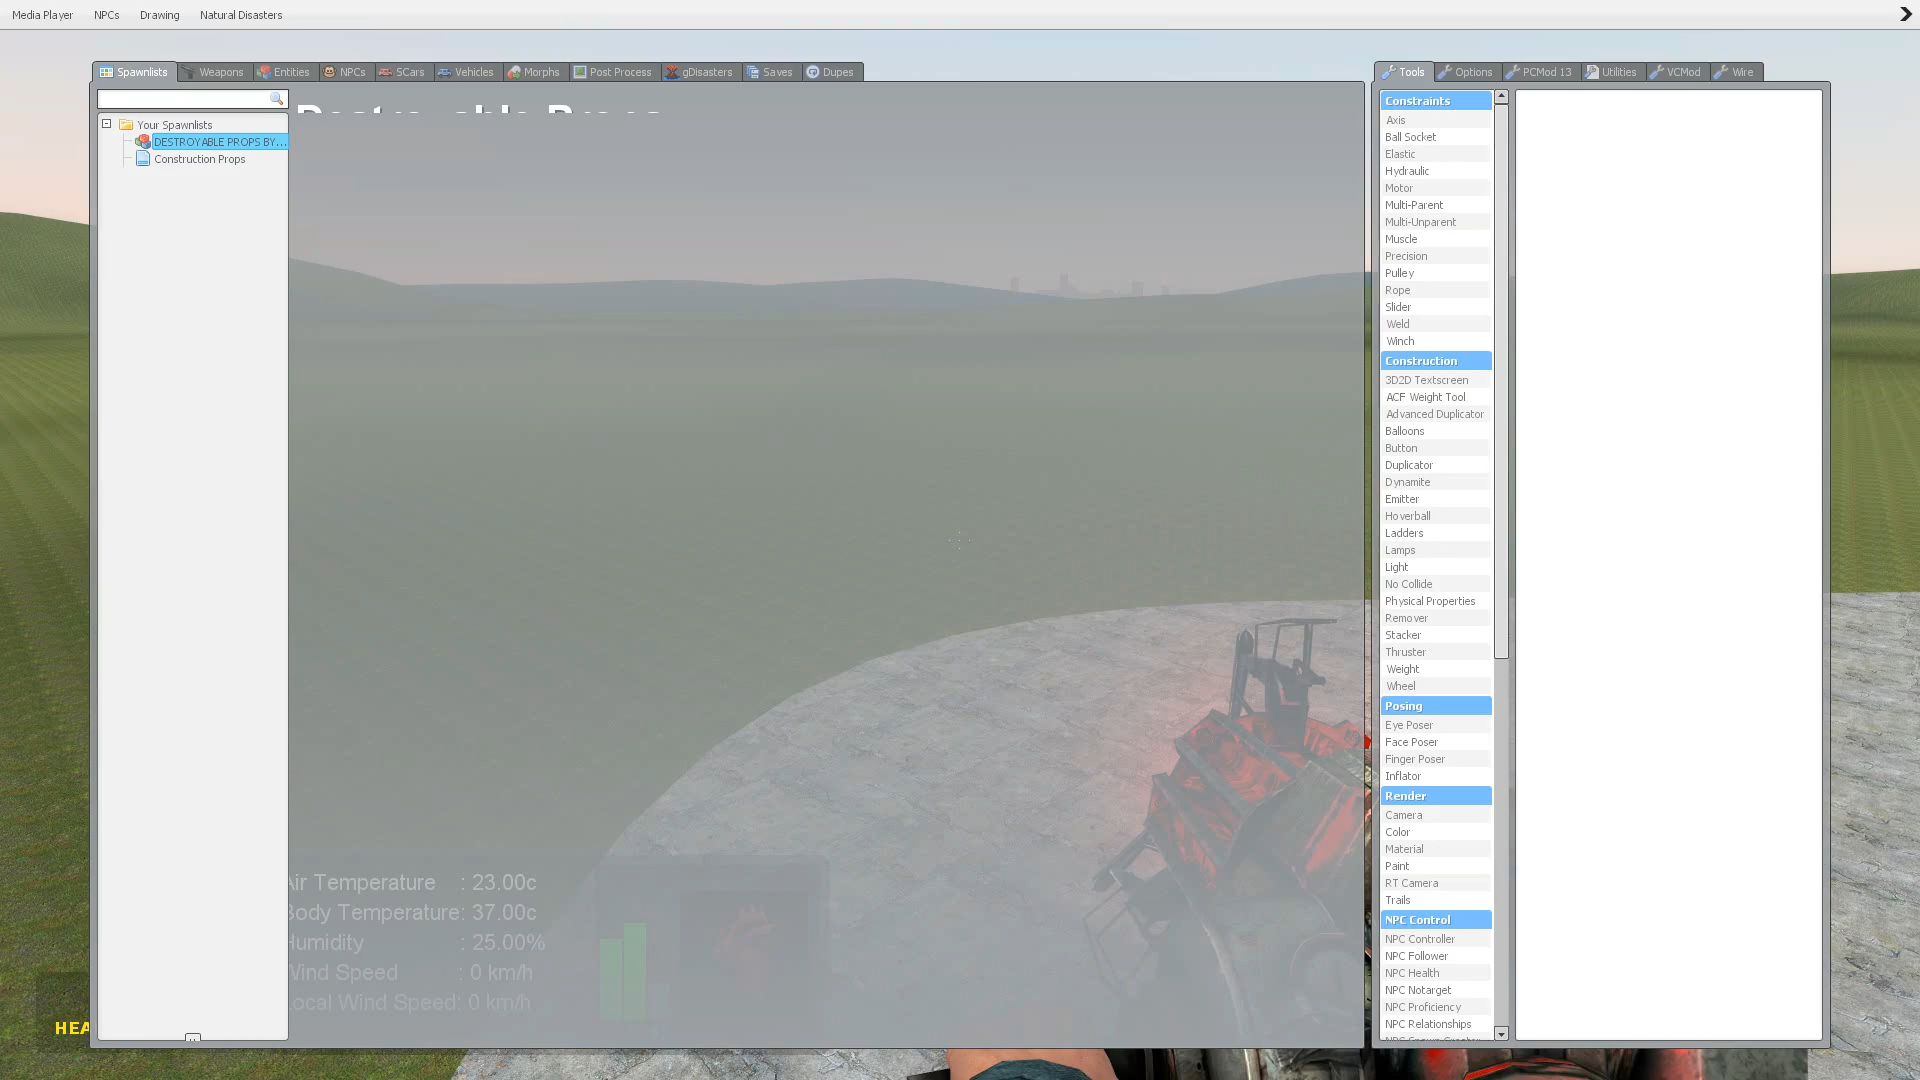 Media Player NPCs Drawing Natural Disasters
Spawnlists Weapons Entities NPCs SCars Vehicles Morphs Post Process gDisasters Saves Dupes
Your Spawnlists
DESTROYABLE PROPS BY...
Construction Props
Air Temperature : 23.00c
Body Temperature: 37.00c
Humidity : 25.00%
Wind Speed : 0 km/h
Local Wind Speed: 0 km/h
HEA
Tools Options PCMod 13 Utilities VCMod Wire
Constraints
Axis
Ball Socket
Elastic
Hydraulic
Motor
Multi-Parent
Multi-Unparent
Muscle
Precision
Pulley
Rope
Slider
Weld
Winch
Construction
3D2D Textscreen
ACF Weight Tool
Advanced Duplicator
Balloons
Button
Duplicator
Dynamite
Emitter
Hoverball
Ladders
Lamps
Light
No Collide
Physical Properties
Remover
Stacker
Thruster
Weight
Wheel
Posing
Eye Poser
Face Poser
Finger Poser
Inflator
Render
Camera
Color
Material
Paint
RT Camera
Trails
NPC Control
NPC Controller
NPC Follower
NPC Health
NPC Notarget
NPC Proficiency
NPC Relationships